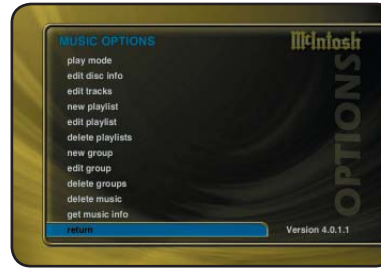 MUSIC OPTIONS
McIntosh
play mode
edit disc info
edit tracks
new playlist
edit playlist
delete playlists
new group
edit group
delete groups
delete music
get music info
return
Version 4.0.1.1
OPTIONS